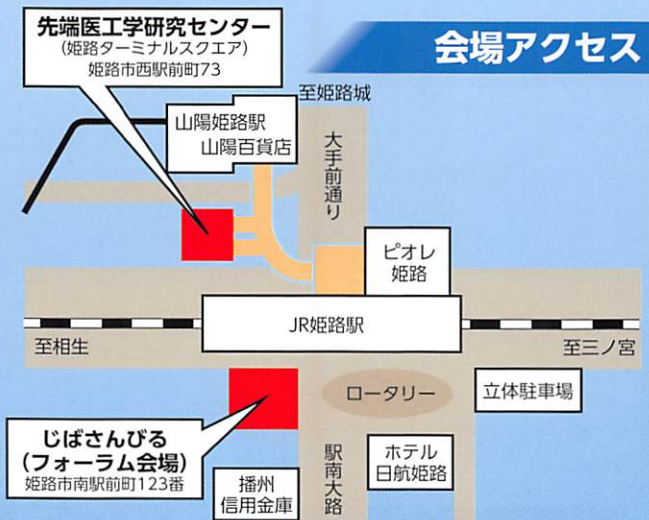 会場アクセス
先端医工学研究センター
(姫路ターミナルスクエア)
姫路市西駅前町73
至姫路城
山陽姫路駅
山陽百貨店
大手前通り
ピオレ
姫路
JR姫路駅
至相生
至三ノ宮
ロータリー
立体駐車場
じばさんびる
(フォーラム会場)
姫路市南駅前町123番
播州
信用金庫
駅南大路
ホテル
日航姫路